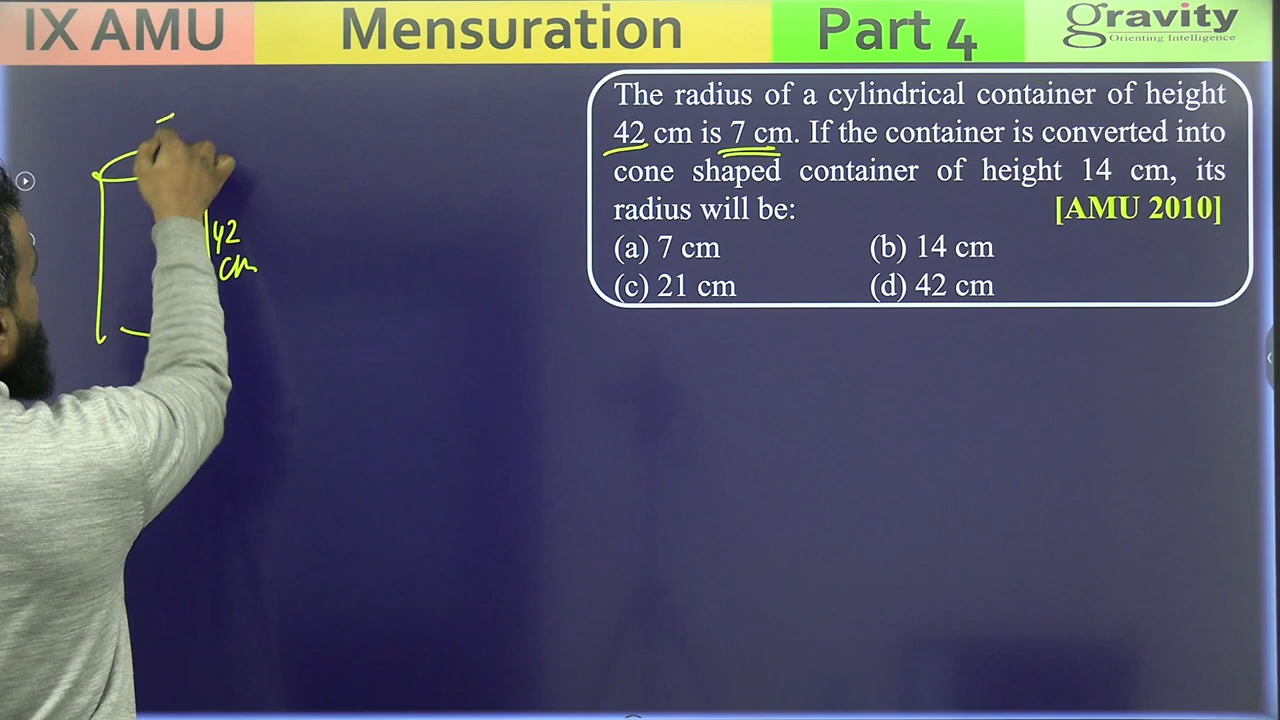 IX AMU
Mensuration
Part 4
gravity
Orienting Intelligence
The radius of a cylindrical container of height
42 cm is 7 cm. If the container is converted into
cone shaped container of height 14 cm, its
radius will be: [AMU 2010]
(a) 7 cm (b) 14 cm
(c) 21 cm (d) 42 cm
42
cm